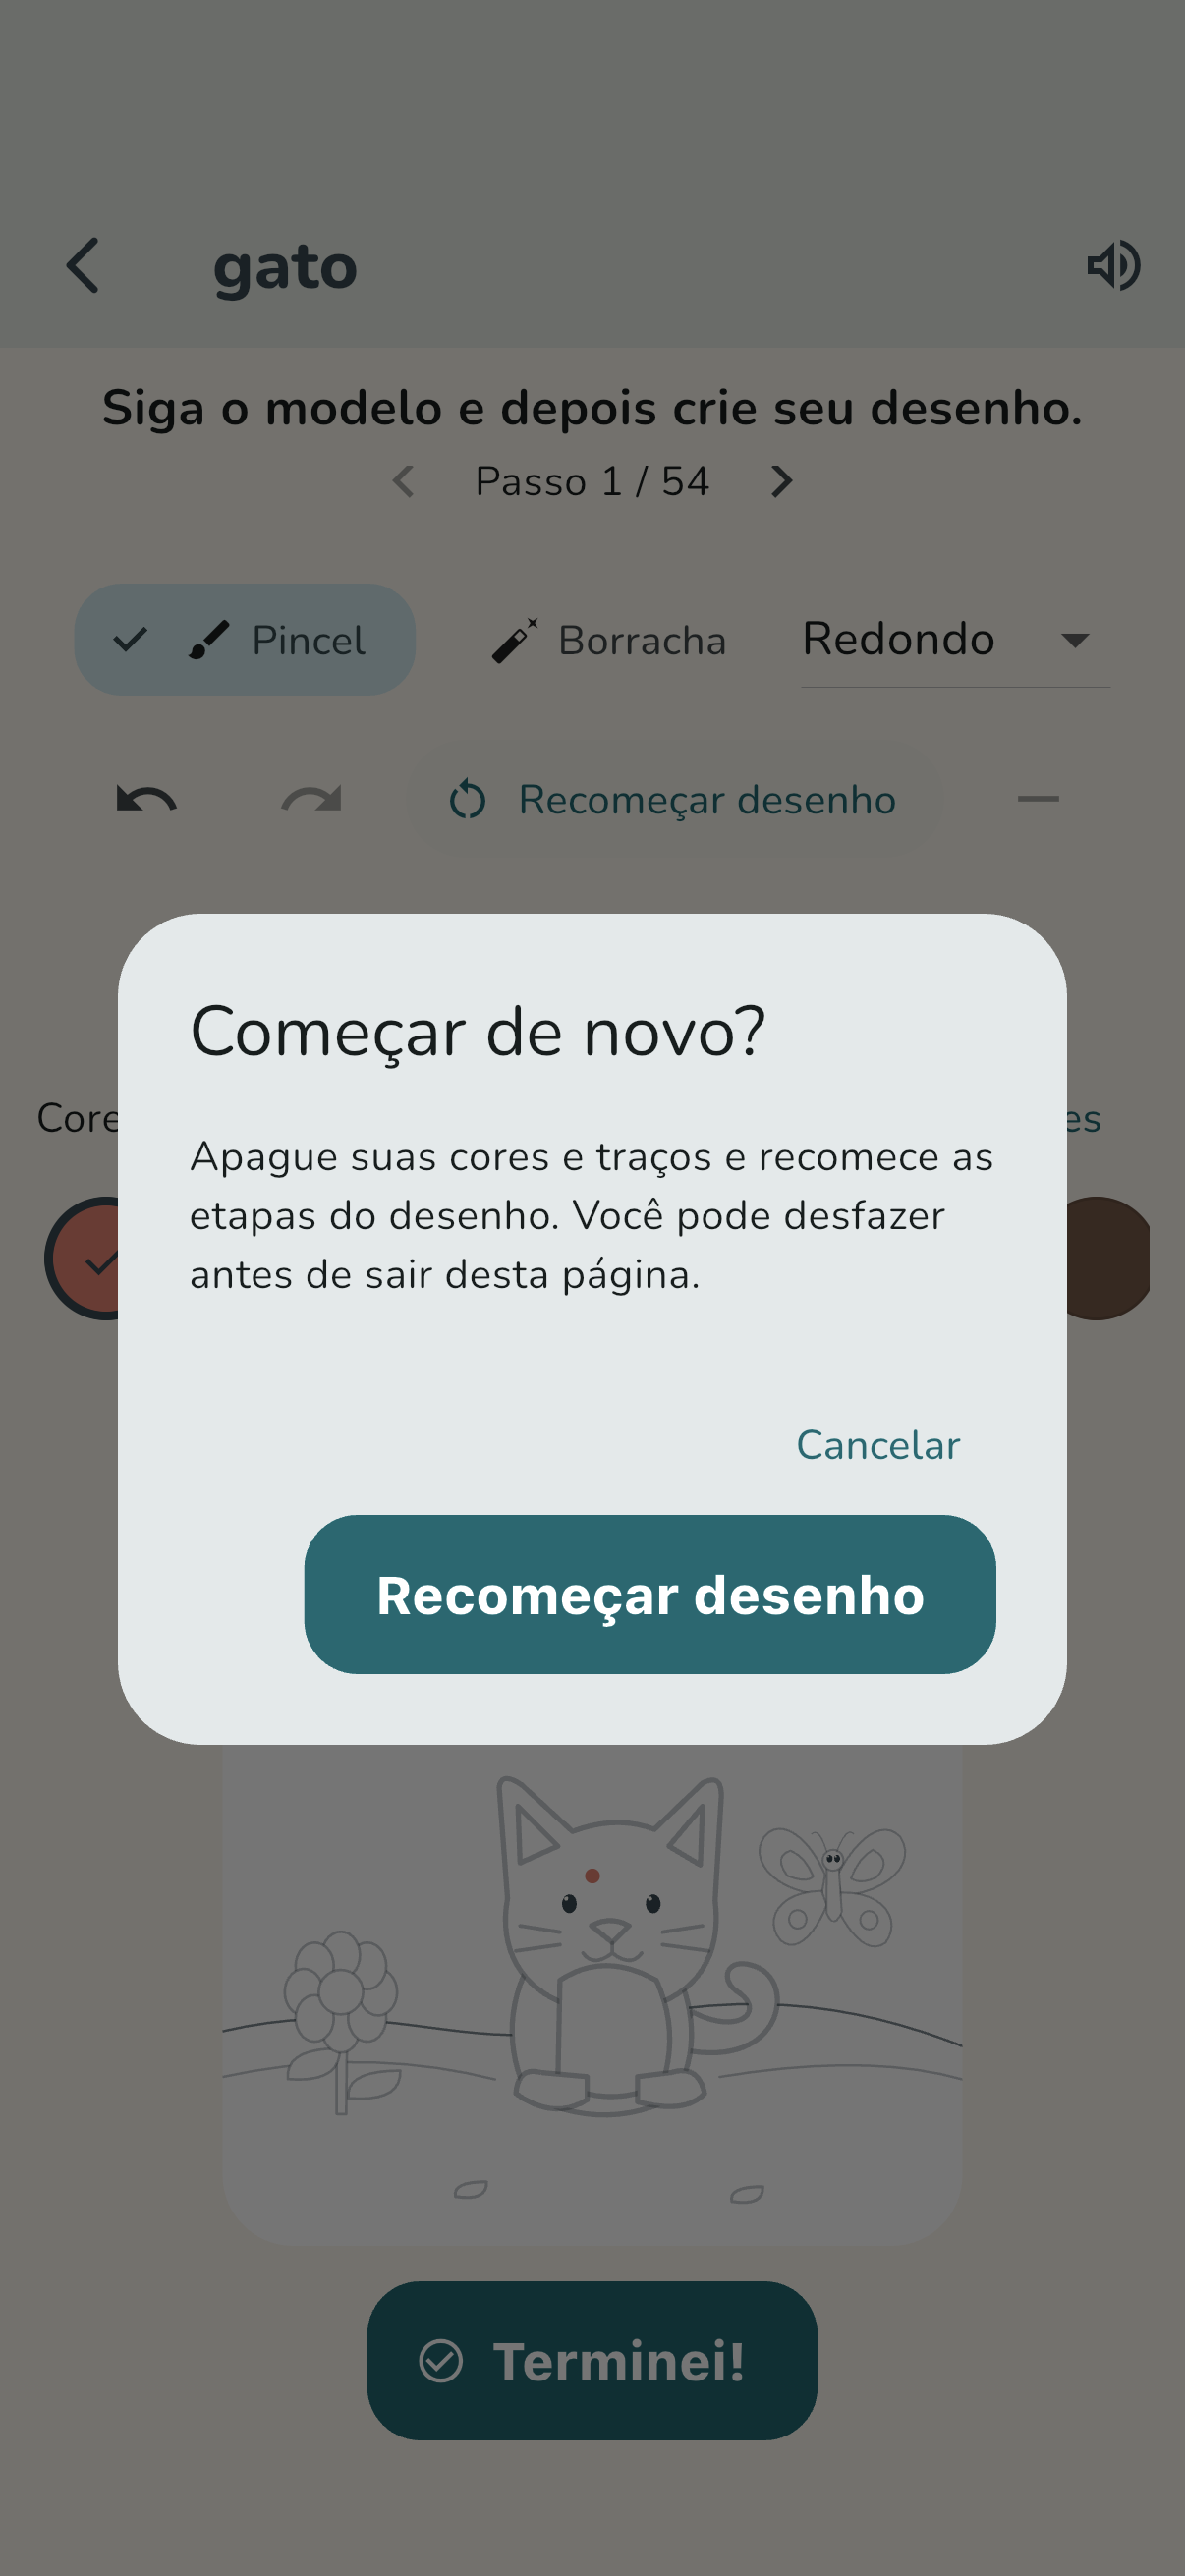 gato
Siga o modelo e depois crie seu desenho.
Passo 1 / 54
Pincel
Borracha
Redondo
Recomeçar desenho
Começar de novo?
Apague suas cores e traços e recomece as
etapas do desenho. Você pode desfazer
antes de sair desta página.
Cancelar
Recomeçar desenho
Terminei!